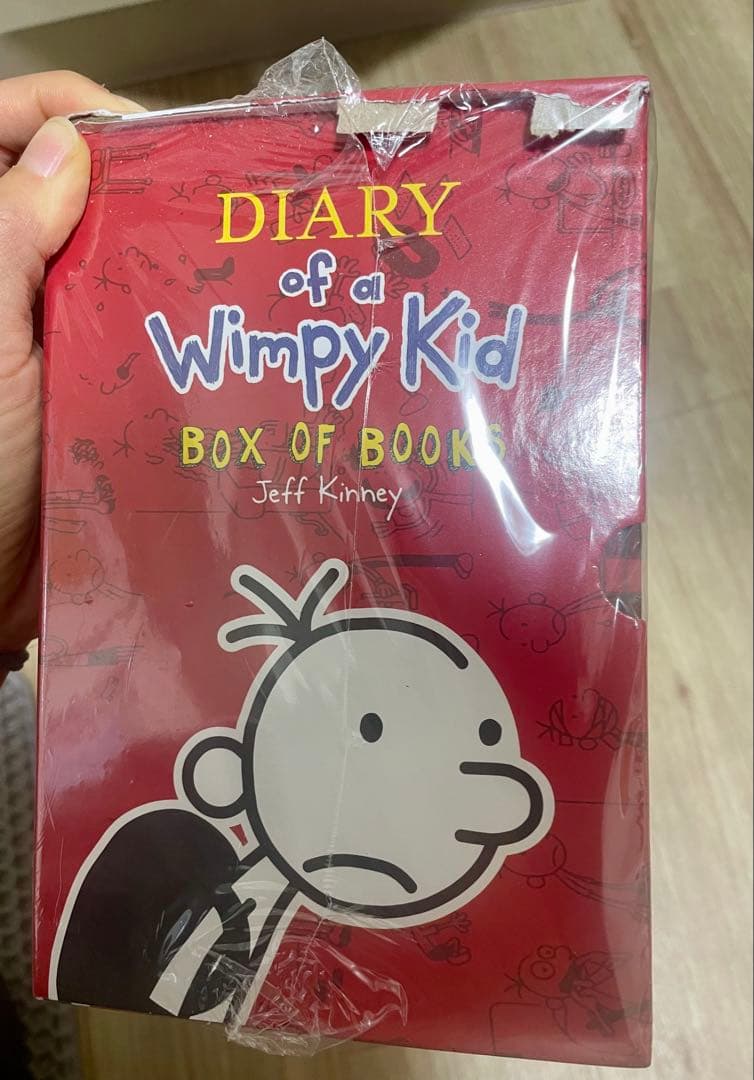 DIARY
of a
Wimpy Kid
BOX OF BOOKS
Jeff Kinney